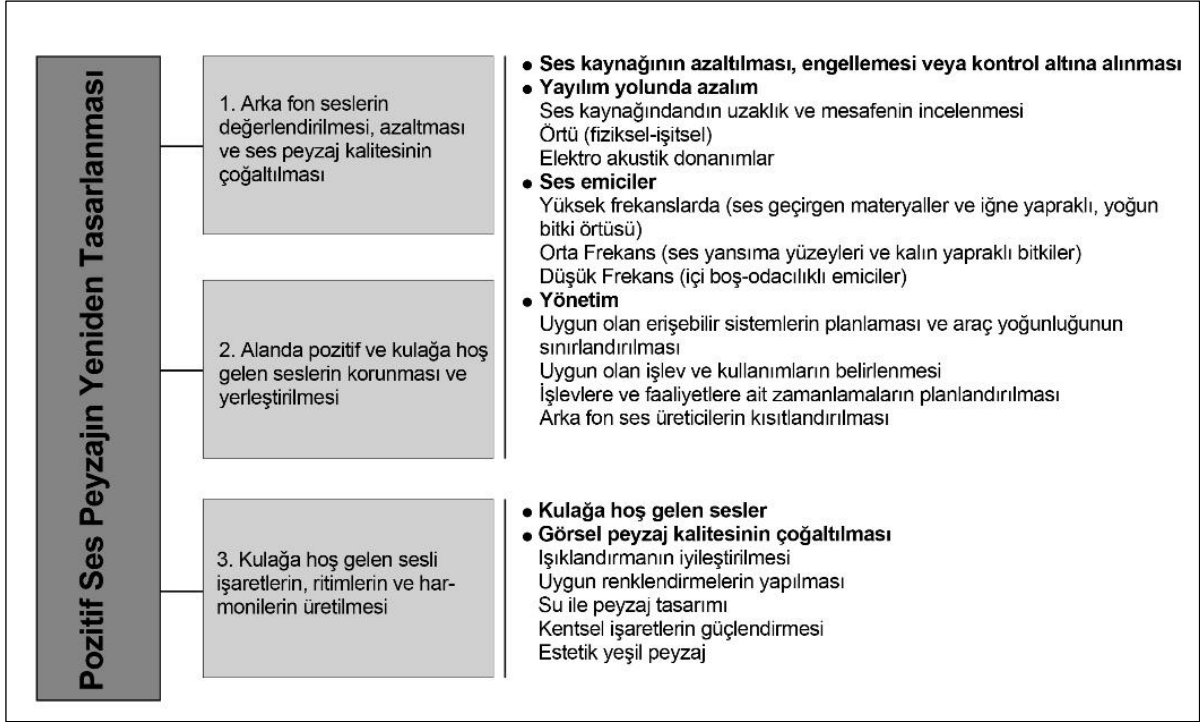 Pozitif Ses Peyzajın Yeniden Tasarlanması
1. Arka fon seslerin
değerlendirilmesi, azaltması
ve ses peyzaj kalitesinin
çoğaltılması
● Ses kaynağının azaltılması, engellemesi veya kontrol altına alınması
● Yayılım yolunda azalım
Ses kaynağındandın uzaklık ve mesafenin incelenmesi
Örtü (fiziksel-işitsel)
Elektro akustik donanımlar
● Ses emiciler
Yüksek frekanslarda (ses geçirgen materyaller ve iğne yapraklı, yoğun
bitki örtüsü)
Orta Frekans (ses yansıma yüzeyleri ve kalın yapraklı bitkiler)
Düşük Frekans (içi boş-odacılıklı emiciler)
● Yönetim
Uygun olan erişebilir sistemlerin planlaması ve araç yoğunluğunun
sınırlandırılması
Uygun olan işlev ve kullanımların belirlenmesi
İşlevlere ve faaliyetlere ait zamanlamaların planlandırılması
Arka fon ses üreticilerin kısıtlandırılması
2. Alanda pozitif ve kulağa hoş
gelen seslerin korunması ve
yerleştirilmesi
3. Kulağa hoş gelen sesli
işaretlerin, ritimlerin ve har-
monilerin üretilmesi
● Kulağa hoş gelen sesler
● Görsel peyzaj kalitesinin çoğaltılması
Işıklandırmanın iyileştirilmesi
Uygun renklendirmelerin yapılması
Su ile peyzaj tasarımı
Kentsel işaretlerin güçlendirmesi
Estetik yeşil peyzaj